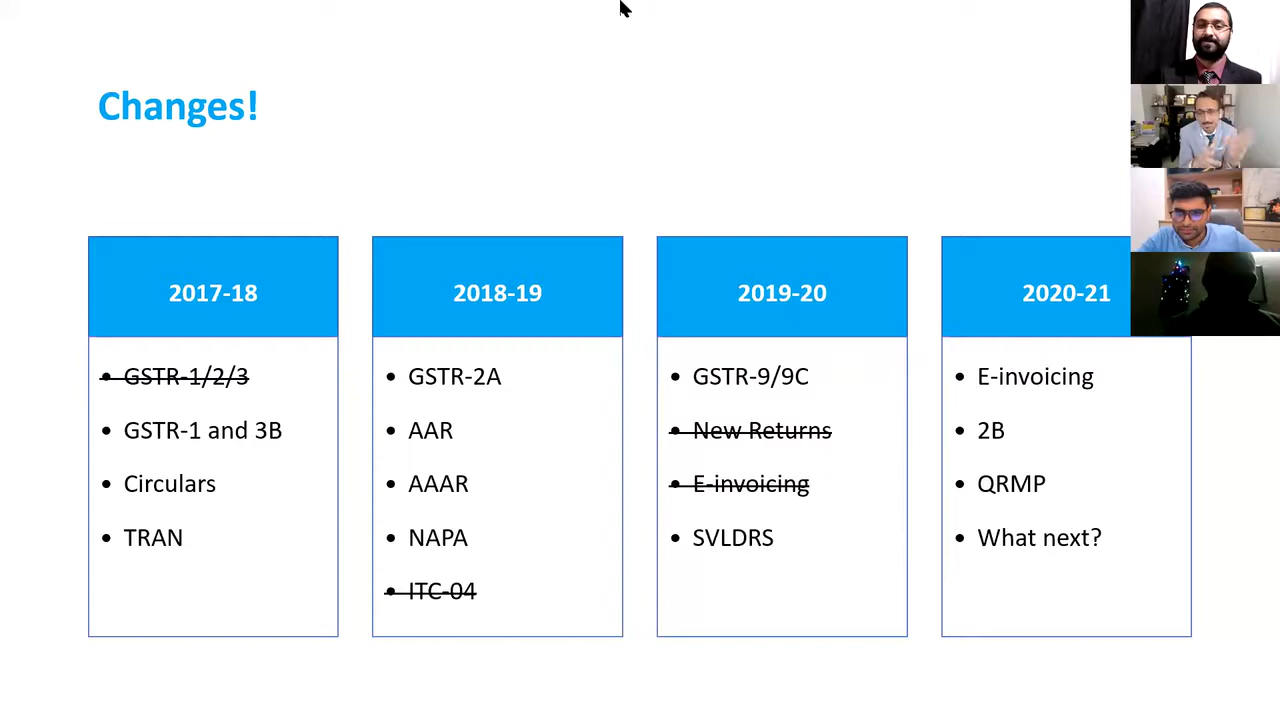 Changes!
2017-18
GSTR-1/2/3
GSTR-1 and 3B
Circulars
TRAN
2018-19
GSTR-2A
AAR
AAAR
NAPA
ITC-04
2019-20
GSTR-9/9C
New Returns
E-invoicing
SVLDRS
2020-21
E-invoicing
2B
QRMP
What next?